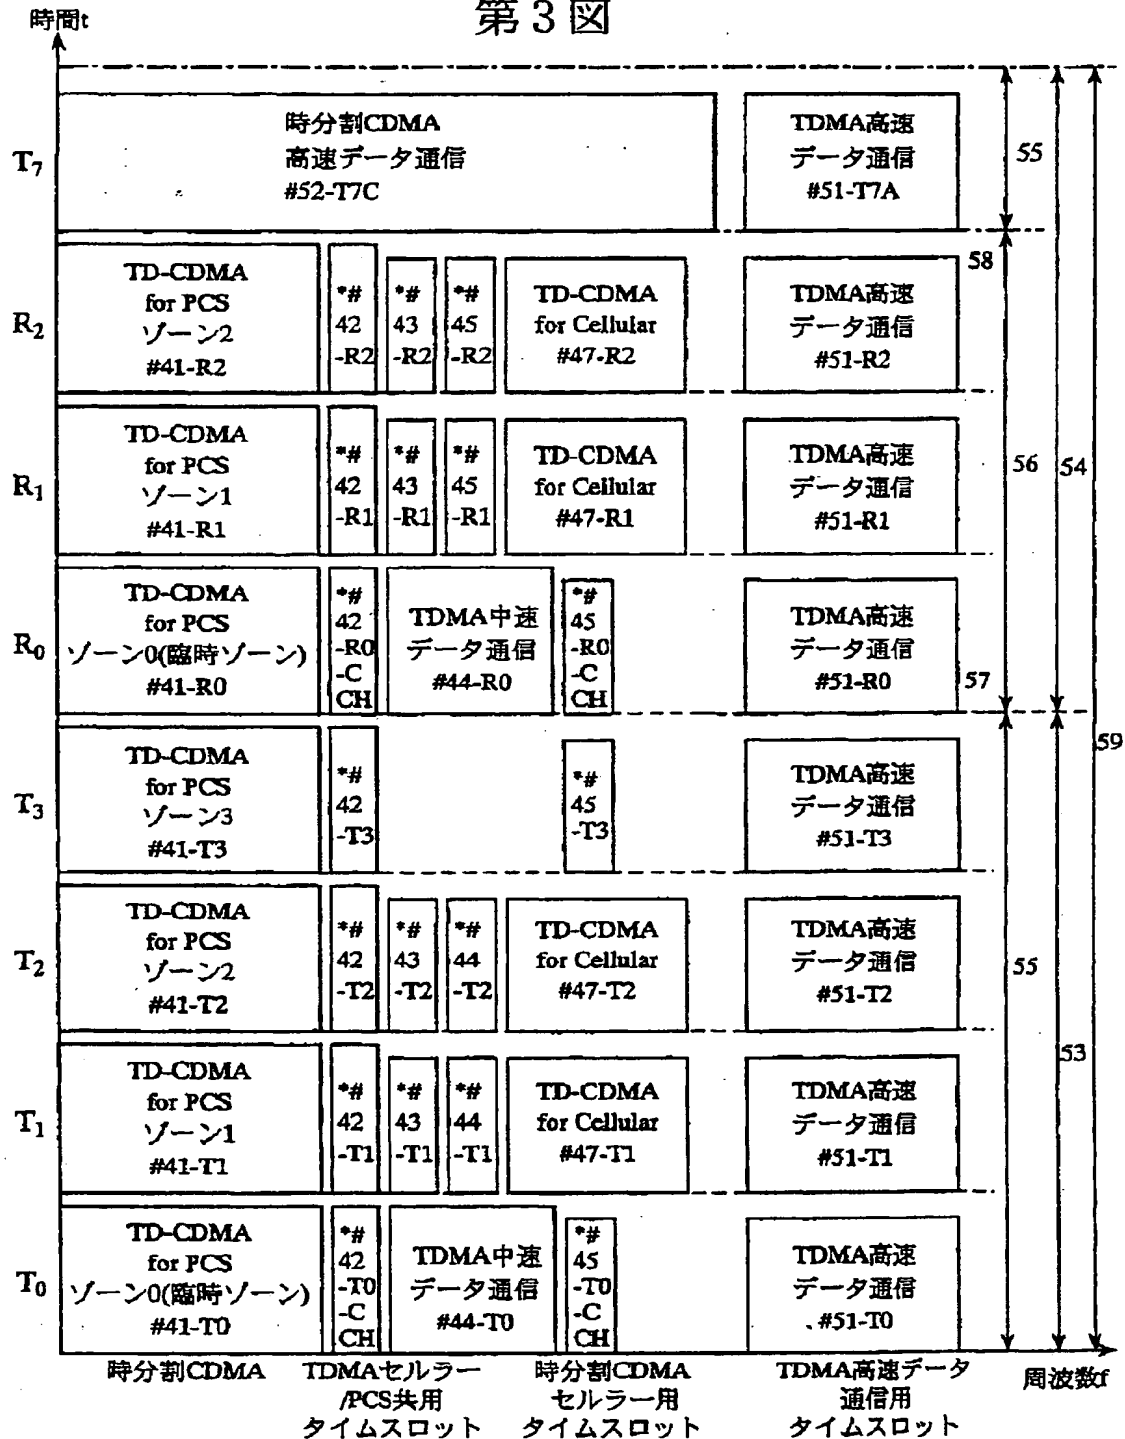 第3図
時間t
T7
時分割CDMA
高速データ通信
#52-T7C
TDMA高速
データ通信
#51-T7A
55
R2
TD-CDMA
for PCS
ゾーン2
#41-R2
*#
42
-R2
*#
43
-R2
*#
45
-R2
TD-CDMA
for Cellular
#47-R2
TDMA高速
データ通信
#51-R2
58
R1
TD-CDMA
for PCS
ゾーン1
#41-R1
*#
42
-R1
*#
43
-R1
*#
45
-R1
TD-CDMA
for Cellular
#47-R1
TDMA高速
データ通信
#51-R1
56
54
R0
TD-CDMA
for PCS
ゾーン0(臨時ゾーン)
#41-R0
*#
42
-R0
-C
CH
TDMA中速
データ通信
#44-R0
*#
45
-R0
-C
CH
TDMA高速
データ通信
#51-R0
57
59
T3
TD-CDMA
for PCS
ゾーン3
#41-T3
*#
42
-T3
*#
45
-T3
TDMA高速
データ通信
#51-T3
T2
TD-CDMA
for PCS
ゾーン2
#41-T2
*#
42
-T2
*#
43
-T2
*#
44
-T2
TD-CDMA
for Cellular
#47-T2
TDMA高速
データ通信
#51-T2
55
53
T1
TD-CDMA
for PCS
ゾーン1
#41-T1
*#
42
-T1
*#
43
-T1
*#
44
-T1
TD-CDMA
for Cellular
#47-T1
TDMA高速
データ通信
#51-T1
T0
TD-CDMA
for PCS
ゾーン0(臨時ゾーン)
#41-T0
*#
42
-T0
-C
CH
TDMA中速
データ通信
#44-T0
*#
45
-T0
-C
CH
TDMA高速
データ通信
#51-T0
時分割CDMA
TDMAセルラー
/PCS共用
タイムスロット
時分割CDMA
セルラー用
タイムスロット
TDMA高速データ
通信用
タイムスロット
周波数f